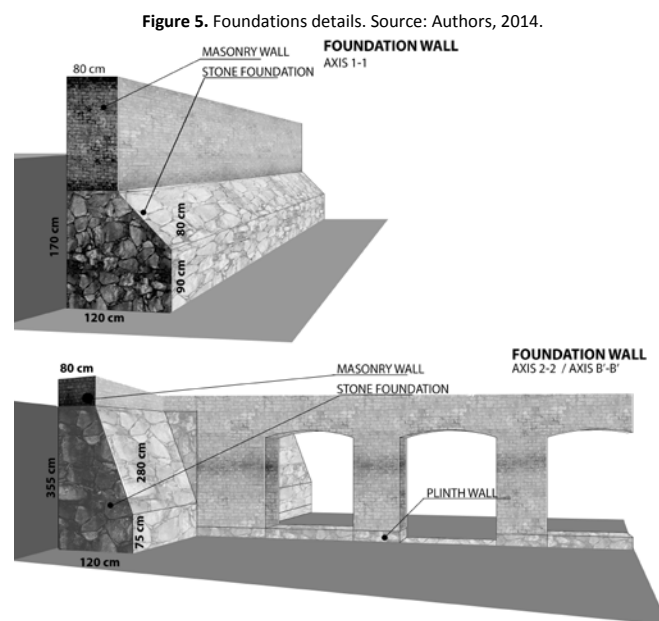 Figure 5. Foundations details. Source: Authors, 2014.
FOUNDATION WALL
AXIS 1-1
MASONRY WALL
STONE FOUNDATION
80 cm
170 cm
80 cm
90 cm
120 cm
FOUNDATION WALL
AXIS 2-2 / AXIS B'-B'
80 cm
MASONRY WALL
STONE FOUNDATION
355 cm
280 cm
75 cm
PLINTH WALL
120 cm